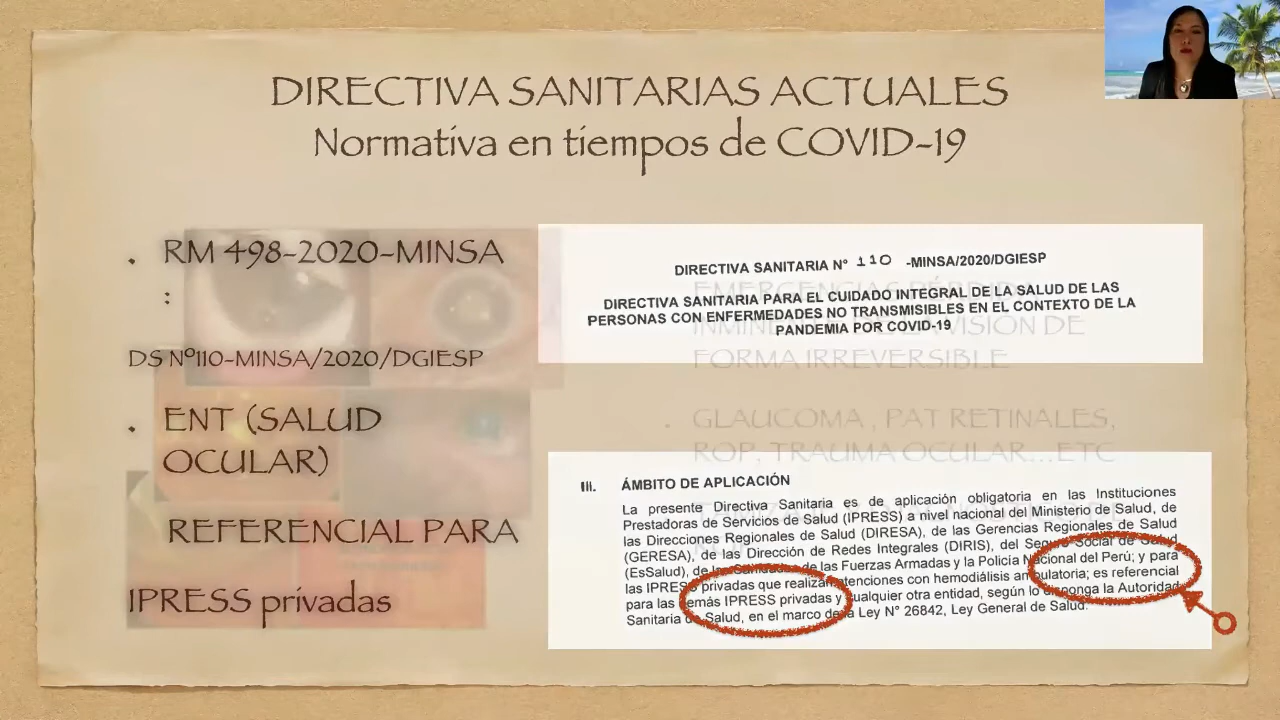 DIRECTIVA SANITARIAS ACTUALES
Normativa en tiempos de COVID-19
. RM 498-2020-MINSA
:
DS Nº110-MINSA/2020/DGIESP
. ENT (SALUD
OCULAR)
REFERENCIAL PARA
IPRESS privadas
DIRECTIVA SANITARIA N° 110 -MINSA/2020/DGIESP
DIRECTIVA SANITARIA PARA EL CUIDADO INTEGRAL DE LA SALUD DE LAS
PERSONAS CON ENFERMEDADES NO TRANSMISIBLES EN EL CONTEXTO DE LA
PANDEMIA POR COVID-19
FORMA IRREVERSIBLE
. GLAUCOMA , PAT RETINALES,
ROP, TRAUMA OCULAR...ETC
III. ÁMBITO DE APLICACIÓN
La presente Directiva Sanitaria es de aplicación obligatoria en las Instituciones
Prestadoras de Servicios de Salud (IPRESS) a nivel nacional del Ministerio de Salud, de
las Direcciones Regionales de Salud (DIRESA), de las Gerencias Regionales de Salud
(GERESA), de las Dirección de Redes Integrales (DIRIS), del Seguro Social de Salud
(EsSalud), de las Sanidades de las Fuerzas Armadas y la Policía Nacional del Perú; y para
las IPRESS privadas que realizan atenciones con hemodiálisis ambulatoria; es referencial
para las demás IPRESS privadas y cualquier otra entidad, según lo disponga la Autoridad
Sanitaria de Salud, en el marco de la Ley N° 26842, Ley General de Salud.